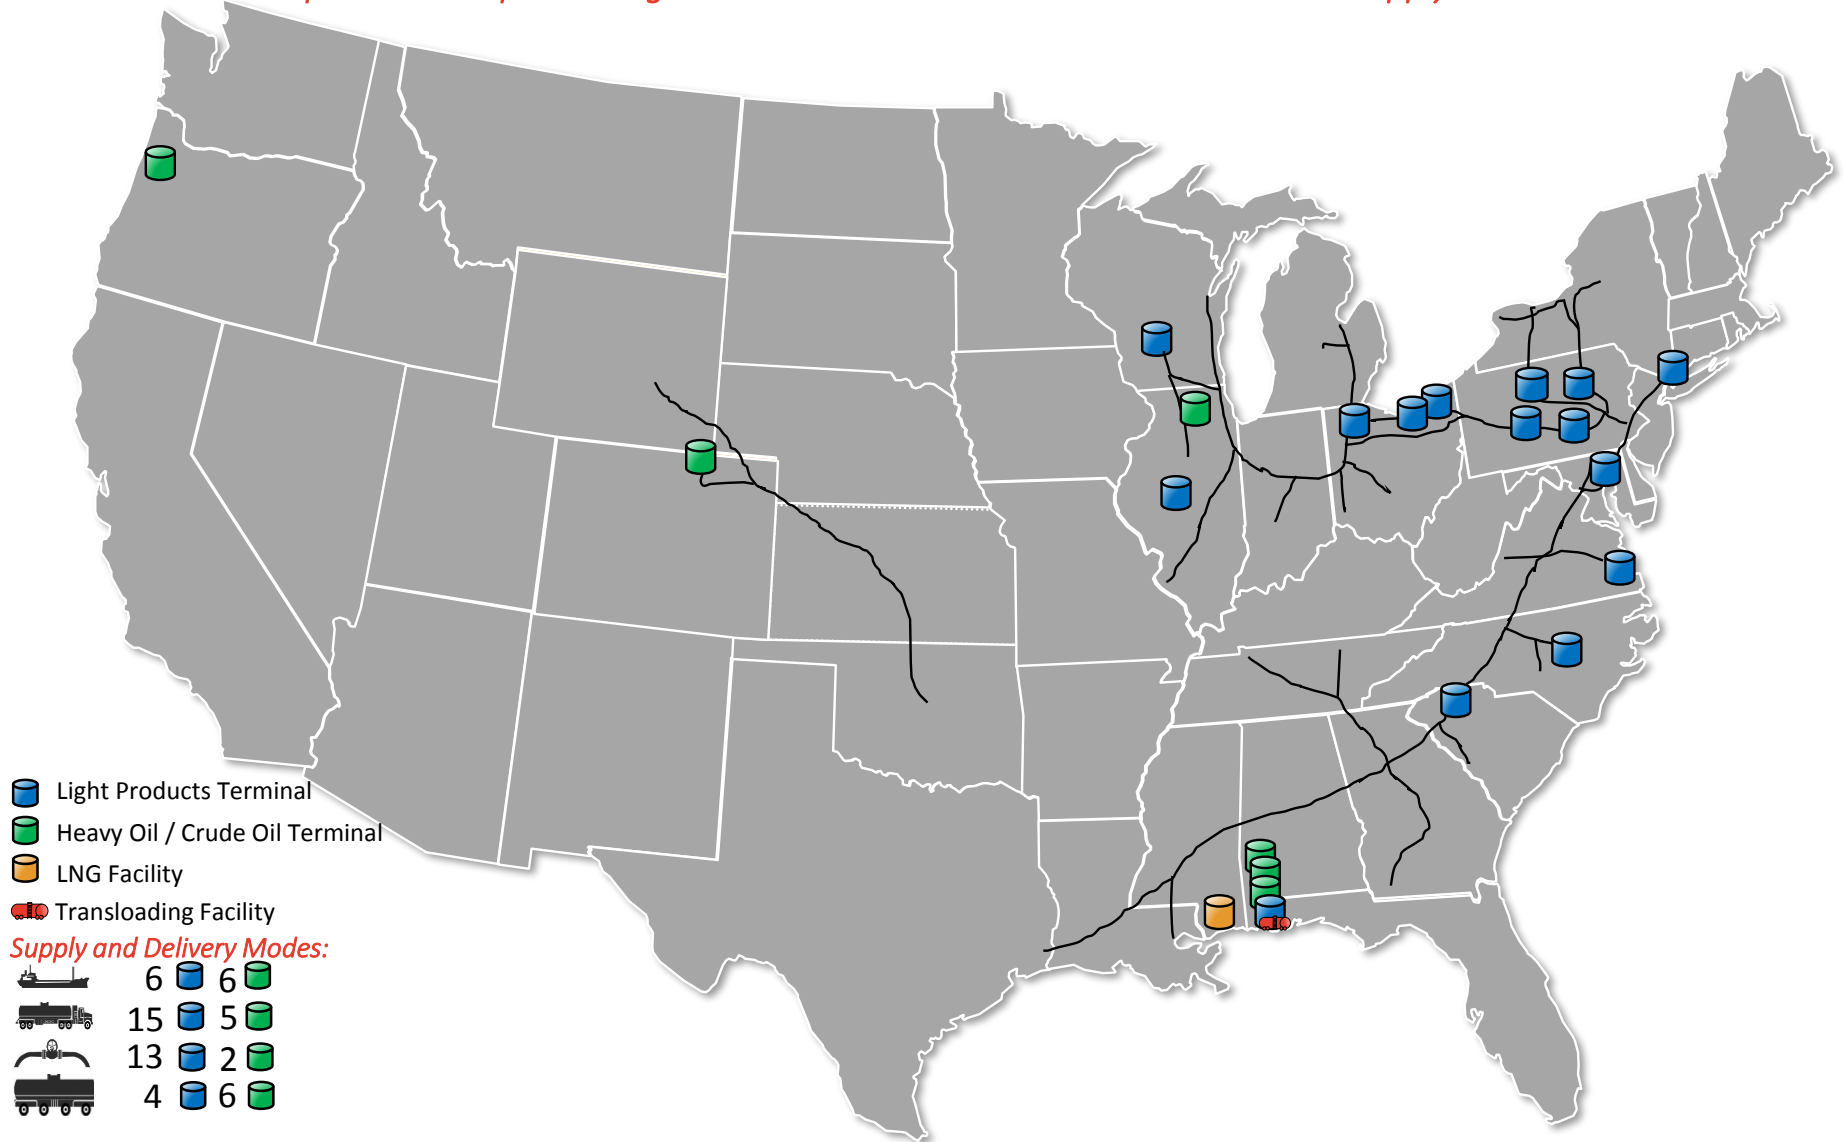 Light Products Terminal
Heavy Oil / Crude Oil Terminal
LNG Facility
Transloading Facility
Supply and Delivery Modes:
6 6
15 5
13 2
4 6